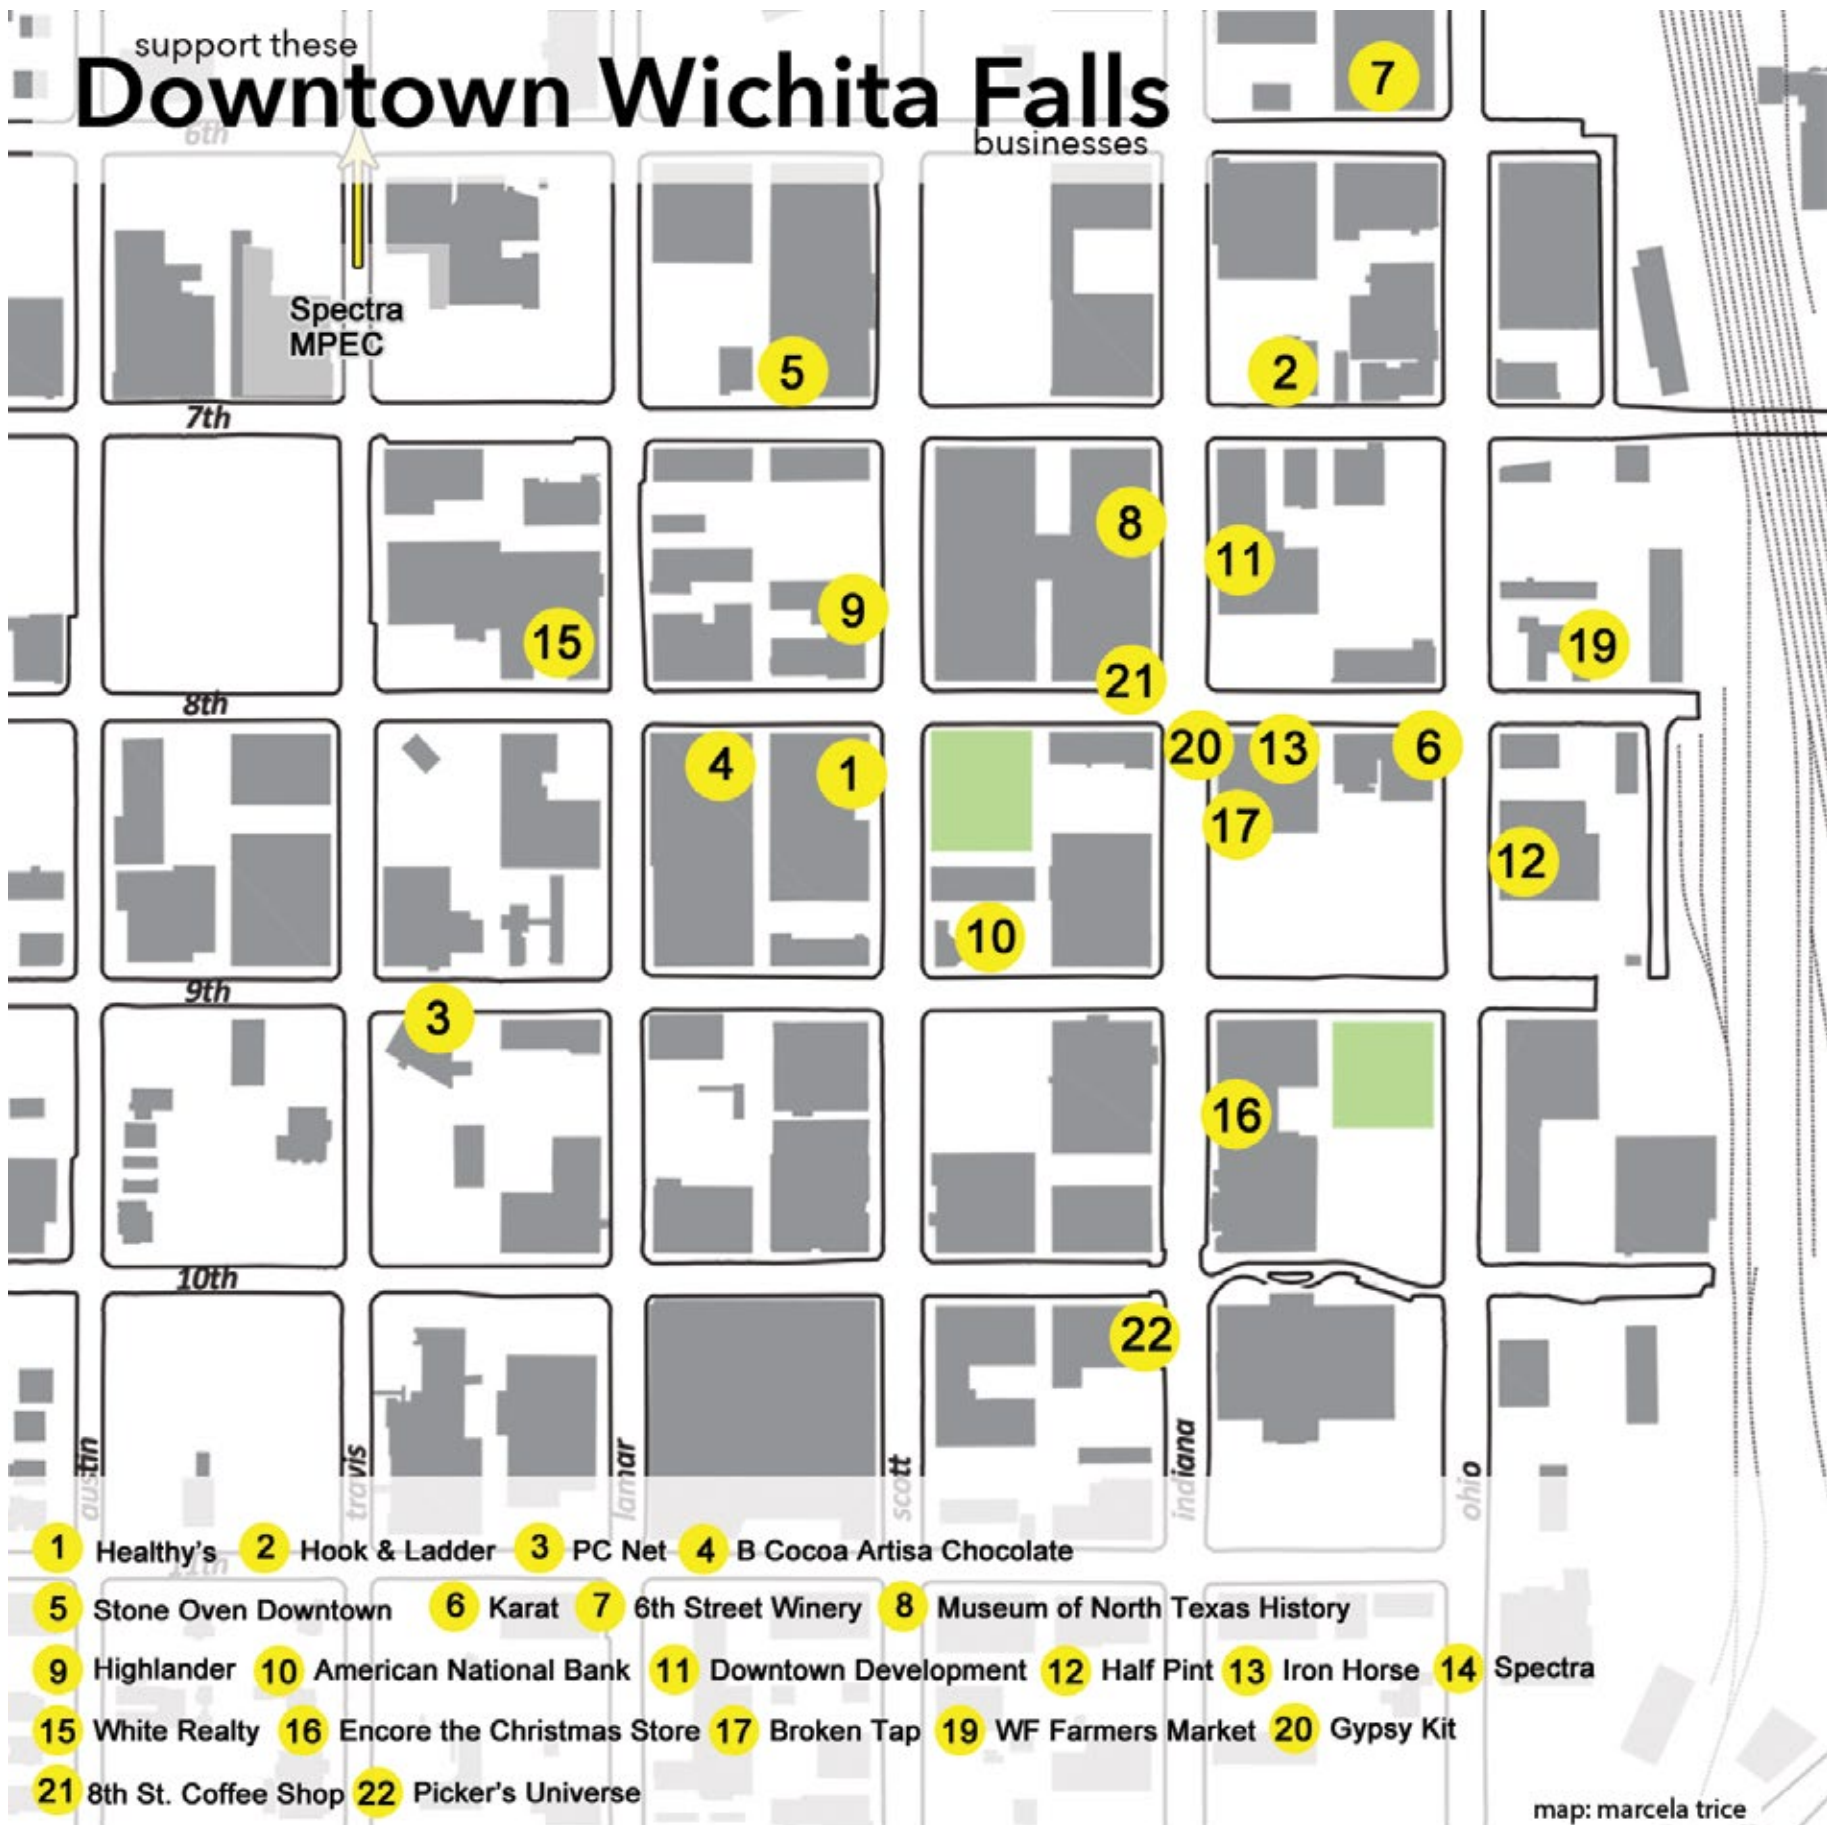 support these
Downtown Wichita Falls
businesses
7
6th
Spectra
MPEC
5
2
7th
8
11
9
15
19
21
8th
20
13
6
4
1
17
12
10
9th
3
16
10th
22
austin
travis
lamar
scott
indiana
ohio
1 Healthy's 2 Hook & Ladder 3 PC Net 4 B Cocoa Artisa Chocolate
11th
5 Stone Oven Downtown 6 Karat 7 6th Street Winery 8 Museum of North Texas History
9 Highlander 10 American National Bank 11 Downtown Development 12 Half Pint 13 Iron Horse 14 Spectra
15 White Realty 16 Encore the Christmas Store 17 Broken Tap 19 WF Farmers Market 20 Gypsy Kit
21 8th St. Coffee Shop 22 Picker's Universe
map: marcela trice